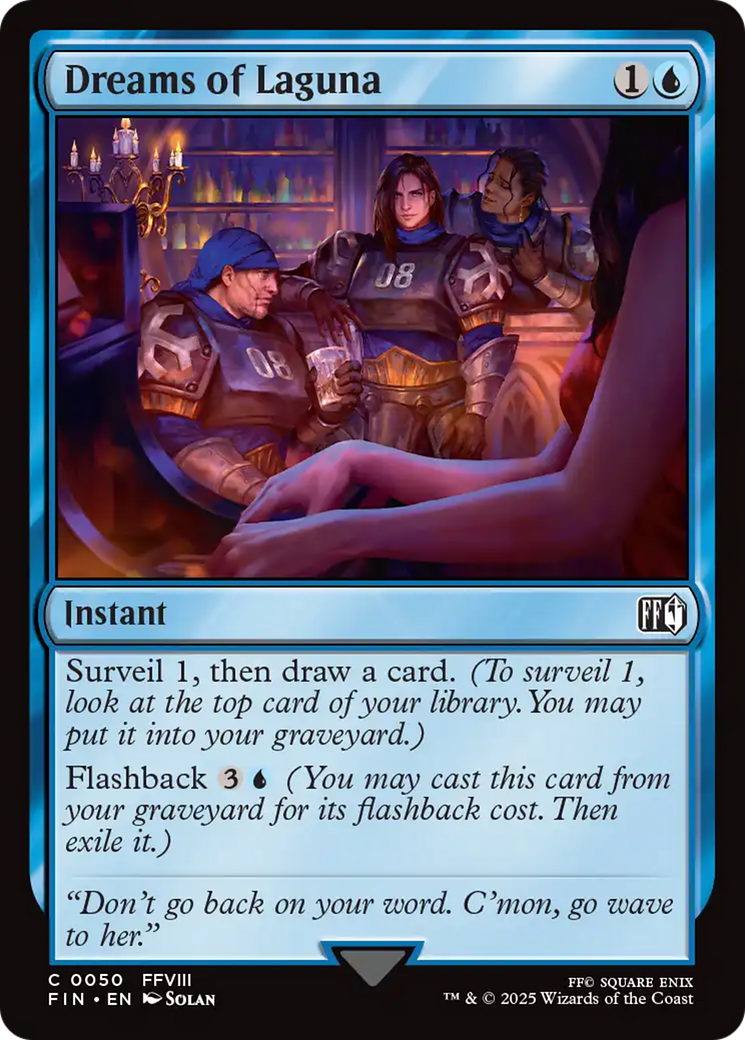 Dreams of Laguna 1
08
08
Instant FF
Surveil 1, then draw a card. (To surveil 1,
look at the top card of your library. You may
put it into your graveyard.)
Flashback 3 (You may cast this card from
your graveyard for its flashback cost. Then
exile it.)
“Don’t go back on your word. C’mon, go wave
to her.”
C 0050 FFVIII
FIN • EN SOLAN
FF© SQUARE ENIX
™ & © 2025 Wizards of the Coast